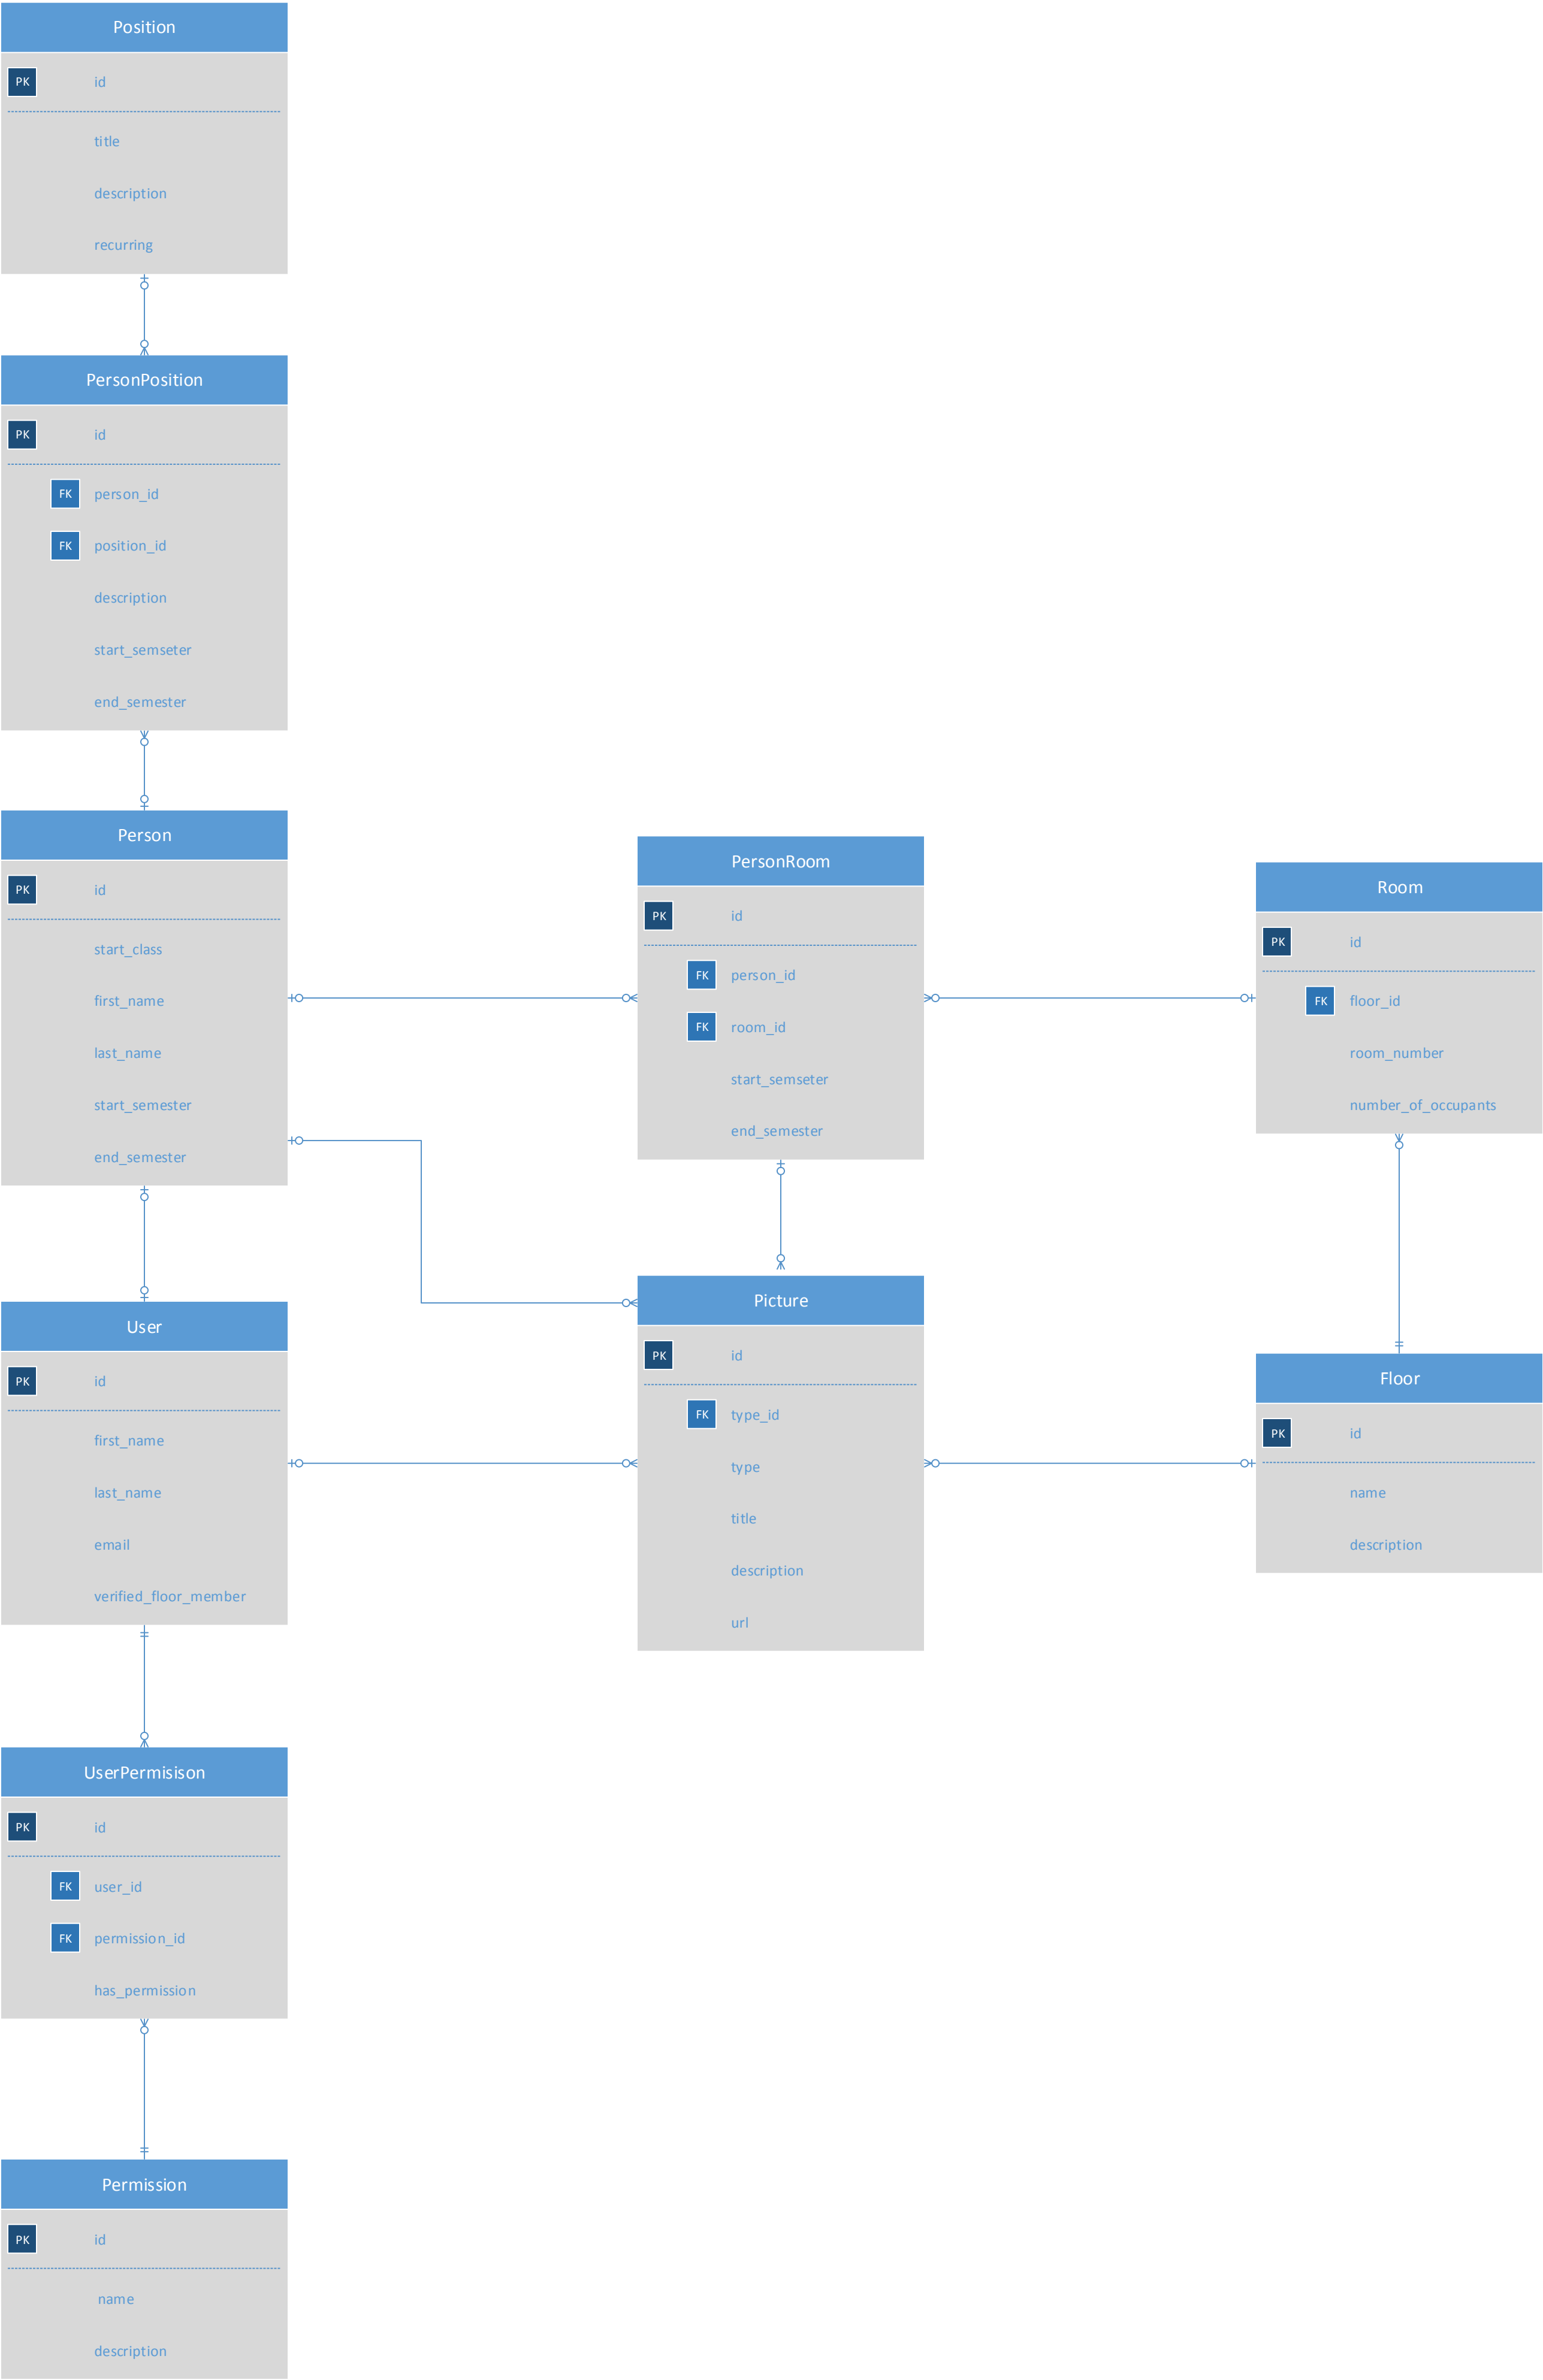 Position
PK id
title
description
recurring
PersonPosition
PK id
FK person_id
FK position_id
description
start_semseter
end_semester
Person
PK id
start_class
first_name
last_name
start_semester
end_semester
PersonRoom
PK id
FK person_id
FK room_id
start_semseter
end_semester
Room
PK id
FK floor_id
room_number
number_of_occupants
User
PK id
first_name
last_name
email
verified_floor_member
Picture
PK id
FK type_id
type
title
description
url
Floor
PK id
name
description
UserPermisison
PK id
FK user_id
FK permission_id
has_permission
Permission
PK id
name
description